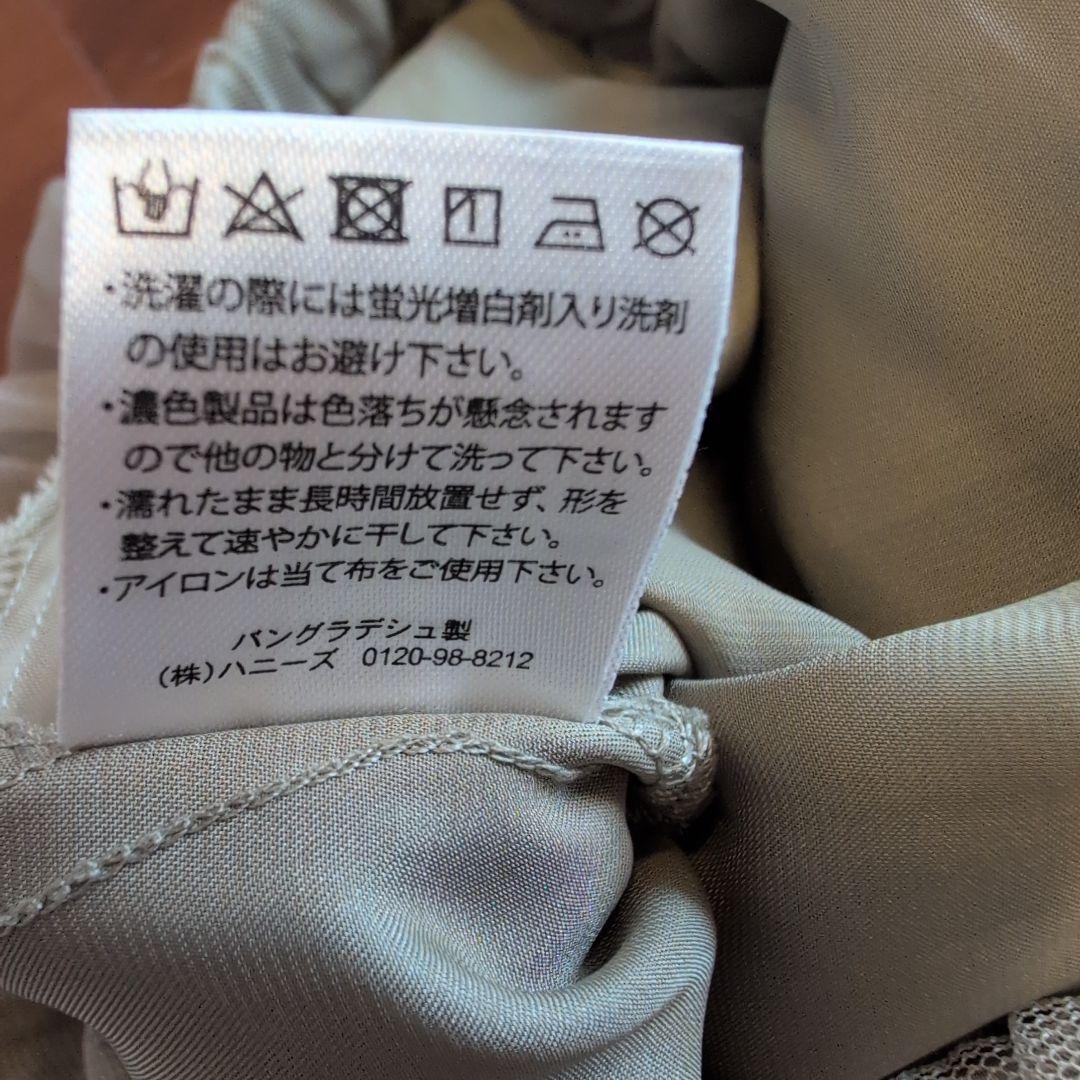 ・洗濯の際には蛍光増白剤入り洗剤
の使用はお避け下さい。
・濃色製品は色落ちが懸念されます
ので他の物と分けて洗って下さい。
・濡れたまま長時間放置せず、形を
整えて速やかに干して下さい。
・アイロンは当て布をご使用下さい。
バングラデシュ製
(株)ハニーズ 0120-98-8212